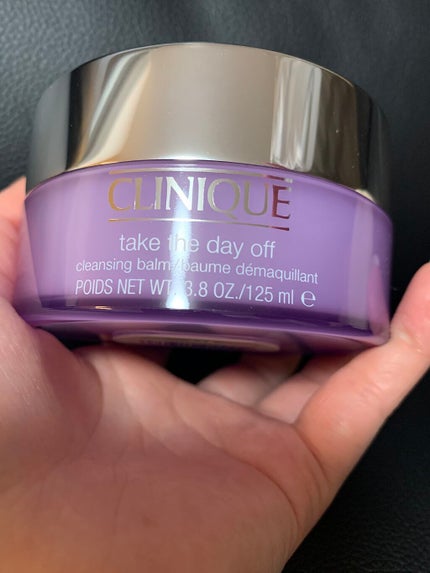 CLINIQUE
take the day off
cleansing balm/baume démaquillant
POIDS NET WT. 3.8 OZ./125 ml ℮